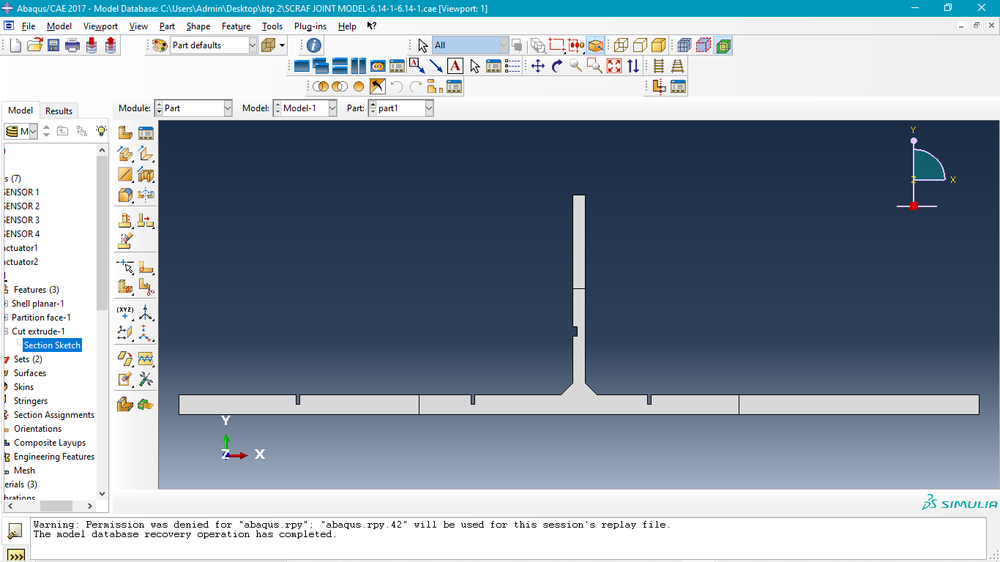 Abaqus/CAE 2017 - Model Database: C:\Users\Admin\Desktop\btp 2\SCRAF JOINT MODEL-6.14-1-6.14-1.cae [Viewport: 1]
File Model Viewport View Part Shape Feature Tools Plug-ins Help
Part defaults
All
Model Results
Module: Part Model: Model-1 Part: part1
M
s (7)
SENSOR 1
SENSOR 2
SENSOR 3
SENSOR 4
actuator1
actuator2
Features (3)
Shell planar-1
Partition face-1
Cut extrude-1
Section Sketch
Sets (2)
Surfaces
Skins
Stringers
Section Assignments
Orientations
Composite Layups
Engineering Features
Mesh
erials (3)
brations
(XYZ)
Y
Z
X
Y
Z
X
SIMULIA
Warning: Permission was denied for "abaqus.rpy"; "abaqus.rpy.42" will be used for this session's replay file.
The model database recovery operation has completed.
>>>